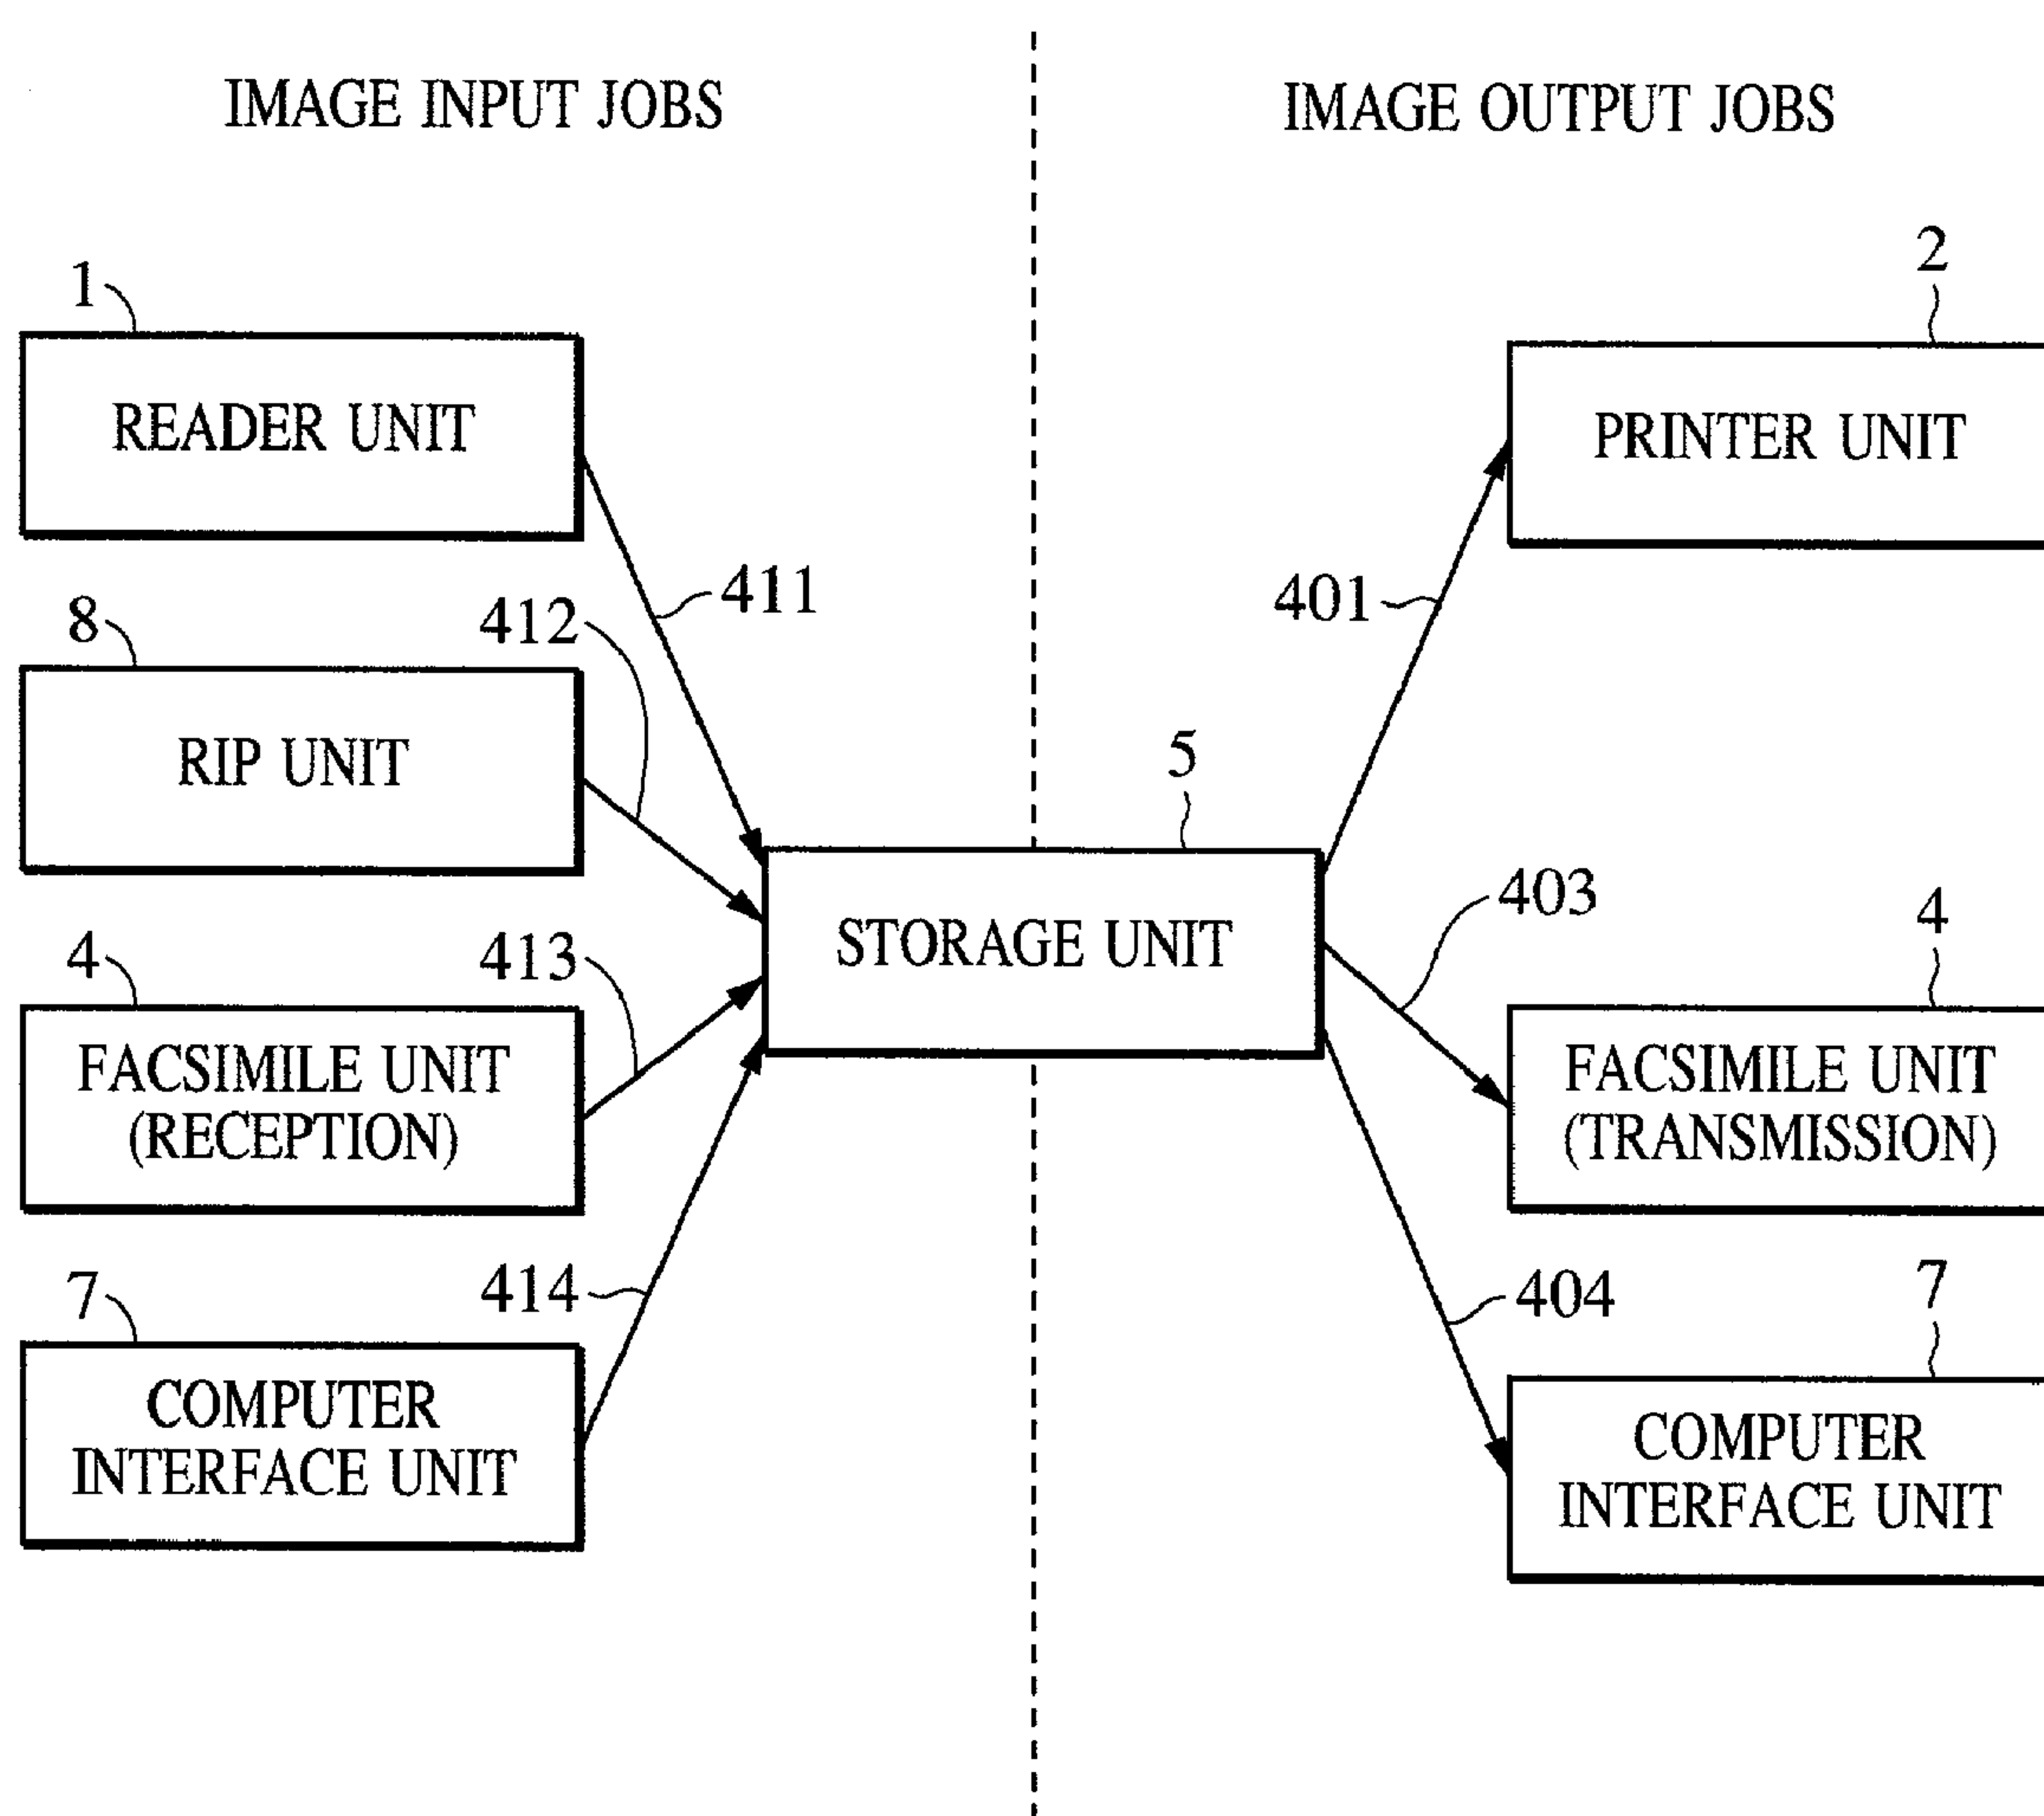 IMAGE INPUT JOBS
IMAGE OUTPUT JOBS
1
READER UNIT
2
PRINTER UNIT
411
401
8
412
RIP UNIT
5
STORAGE UNIT
403
4
413
FACSIMILE UNIT
(RECEPTION)
4
FACSIMILE UNIT
(TRANSMISSION)
7
414
COMPUTER
INTERFACE UNIT
404
7
COMPUTER
INTERFACE UNIT